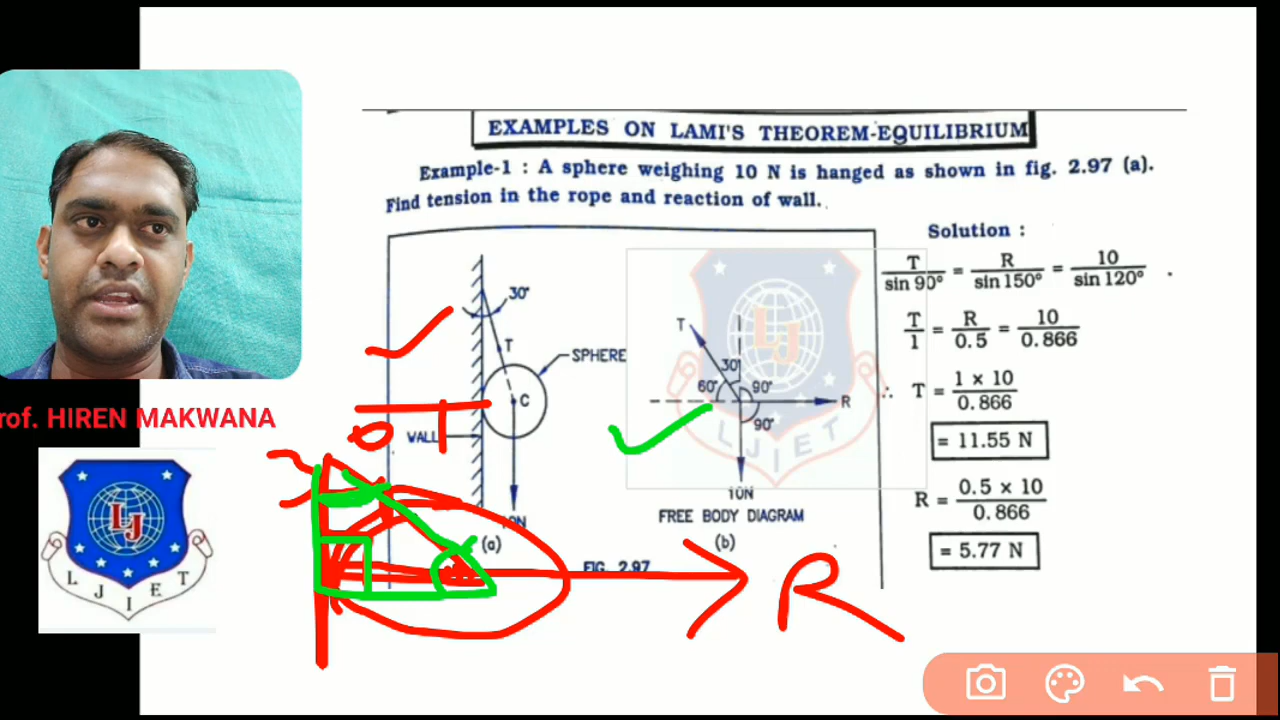 EXAMPLES ON LAMI'S THEOREM-EQUILIBRIUM
Example-1 : A sphere weighing 10 N is hanged as shown in fig. 2.97 (a).
Find tension in the rope and reaction of wall.
Solution :
T/sin 90° = R/sin 150° = 10/sin 120° .
T/1 = R/0.5 = 10/0.866
∴ T = 1 × 10/0.866
= 11.55 N
R = 0.5 × 10/0.866
= 5.77 N
30°
T
SPHERE
C
WALL
(a)
T
30°
60°
90°
R
90°
10N
FREE BODY DIAGRAM
(b)
FIG. 2.97
R
rof. HIREN MAKWANA
LJ
L J I E T
LJ
L J I E T